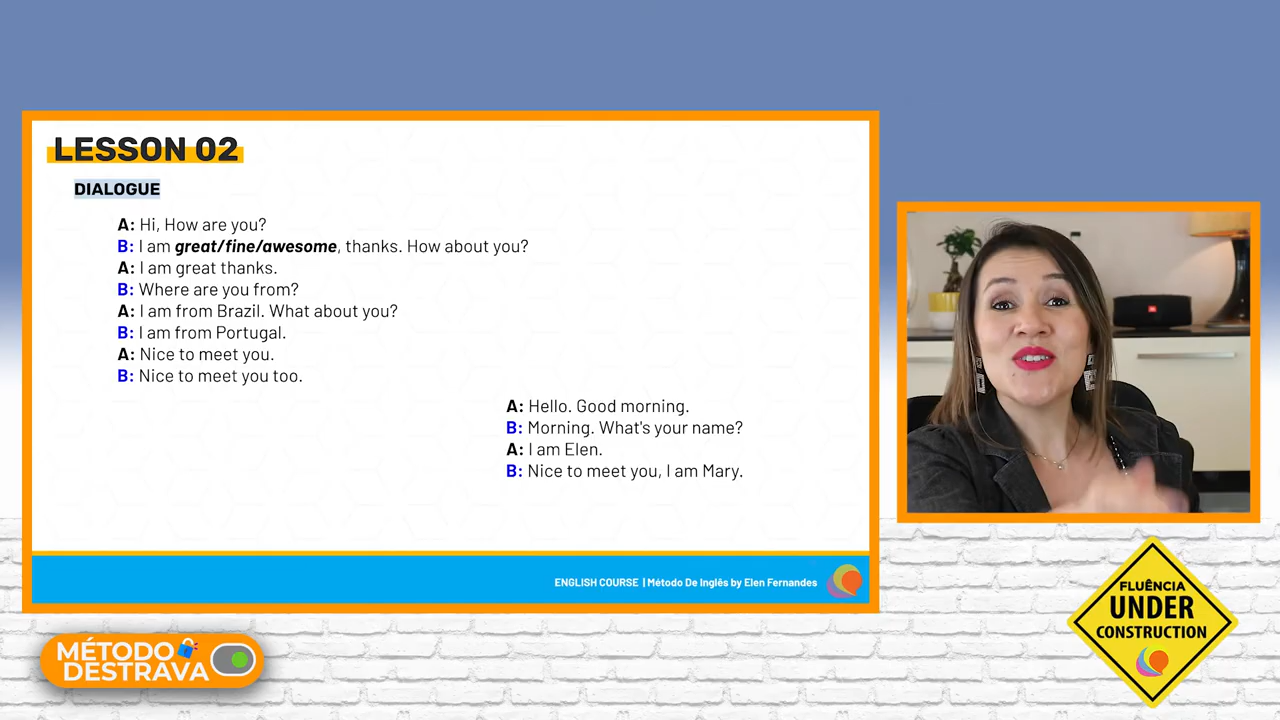 LESSON 02
DIALOGUE
A: Hi, How are you?
B: I am great/fine/awesome, thanks. How about you?
A: I am great thanks.
B: Where are you from?
A: I am from Brazil. What about you?
B: I am from Portugal.
A: Nice to meet you.
B: Nice to meet you too.
A: Hello. Good morning.
B: Morning. What's your name?
A: I am Elen.
B: Nice to meet you, I am Mary.
ENGLISH COURSE | Método De Inglês by Elen Fernandes
MÉTODO
DESTRAVA
FLUÊNCIA
UNDER
CONSTRUCTION